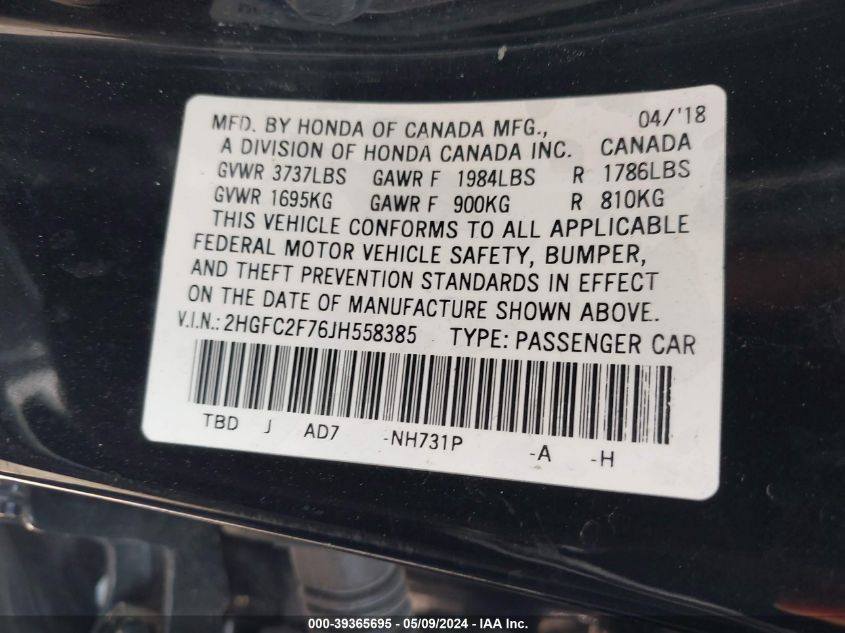 MFD. BY HONDA OF CANADA MFG., 04/'18
A DIVISION OF HONDA CANADA INC. CANADA
GVWR 3737LBS GAWR F 1984LBS R 1786LBS
GVWR 1695KG GAWR F 900KG R 810KG
THIS VEHICLE CONFORMS TO ALL APPLICABLE
FEDERAL MOTOR VEHICLE SAFETY, BUMPER,
AND THEFT PREVENTION STANDARDS IN EFFECT
ON THE DATE OF MANUFACTURE SHOWN ABOVE.
V.I.N.: 2HGFC2F76JH558385 TYPE: PASSENGER CAR
TBD J AD7 -NH731P -A -H
000-39365695 - 05/09/2024 - IAA Inc.